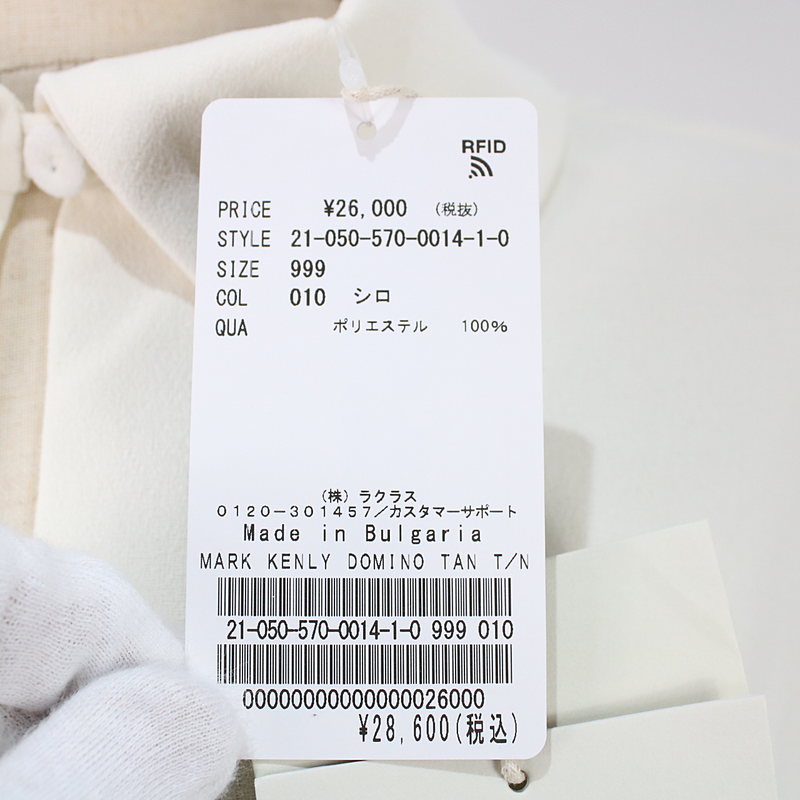 RFID
PRICE ¥26,000 (税抜)
STYLE 21-050-570-0014-1-0
SIZE 999
COL 010 シロ
QUA ポリエステル 100%
(株) ラクラス
0120-301457/カスタマーサポート
Made in Bulgaria
MARK KENLY DOMINO TAN T/N
21-050-570-0014-1-0 999 010
00000000000000026000
¥28,600(税込)